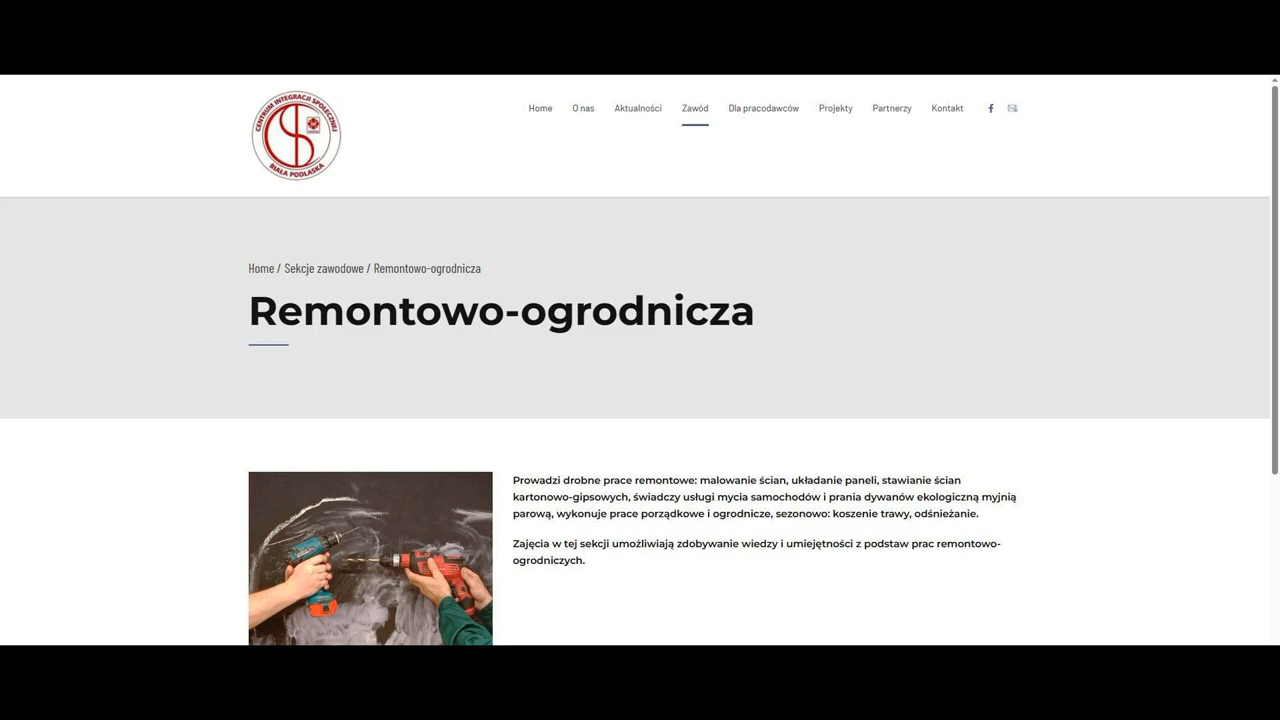 CENTRUM INTEGRACJI SPOŁECZNEJ
BIAŁA PODLASKA
Home O nas Aktualności Zawód Dla pracodawców Projekty Partnerzy Kontakt
Home / Sekcje zawodowe / Remontowo-ogrodnicza
Remontowo-ogrodnicza
Prowadzi drobne prace remontowe: malowanie ścian, układanie paneli, stawianie ścian
kartonowo-gipsowych, świadczy usługi mycia samochodów i prania dywanów ekologiczną myjnią
parową, wykonuje prace porządkowe i ogrodnicze, sezonowo: koszenie trawy, odśnieżanie.
Zajęcia w tej sekcji umożliwiają zdobywanie wiedzy i umiejętności z podstaw prac remontowo-
ogrodniczych.